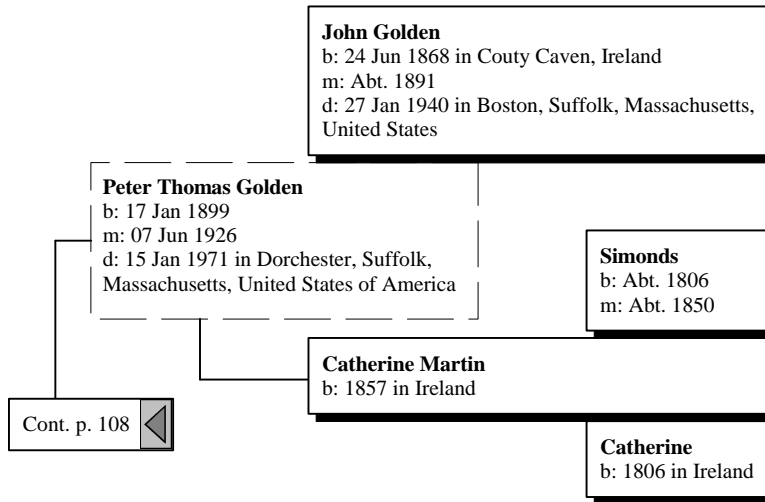 John Golden
b: 24 Jun 1868 in Couty Caven, Ireland
m: Abt. 1891
d: 27 Jan 1940 in Boston, Suffolk, Massachusetts,
United States
Peter Thomas Golden
b: 17 Jan 1899
m: 07 Jun 1926
d: 15 Jan 1971 in Dorchester, Suffolk,
Massachusetts, United States of America
Simonds
b: Abt. 1806
m: Abt. 1850
Catherine Martin
b: 1857 in Ireland
Cont. p. 108
Catherine
b: 1806 in Ireland